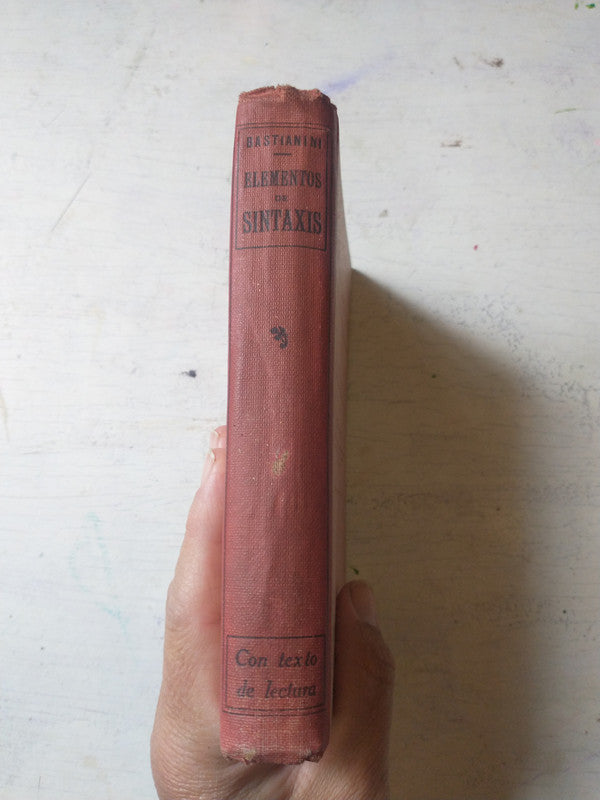 BASTIANINI
ELEMENTOS
DE
SINTAXIS
Con texto
de lectura